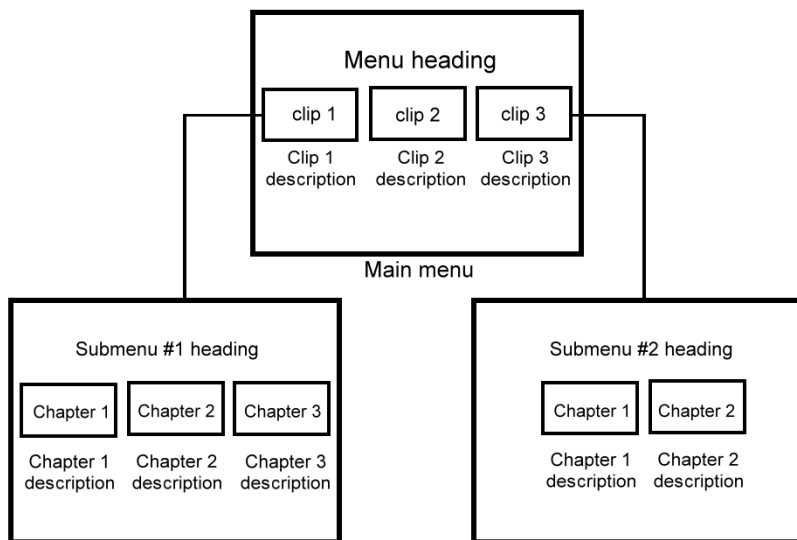 Menu heading
clip 1 clip 2 clip 3
Clip 1 Clip 2 Clip 3
description description description
Main menu
Submenu #1 heading
Chapter 1 Chapter 2 Chapter 3
Chapter 1 Chapter 2 Chapter 3
description description description
Submenu #2 heading
Chapter 1 Chapter 2
Chapter 1 Chapter 2
description description